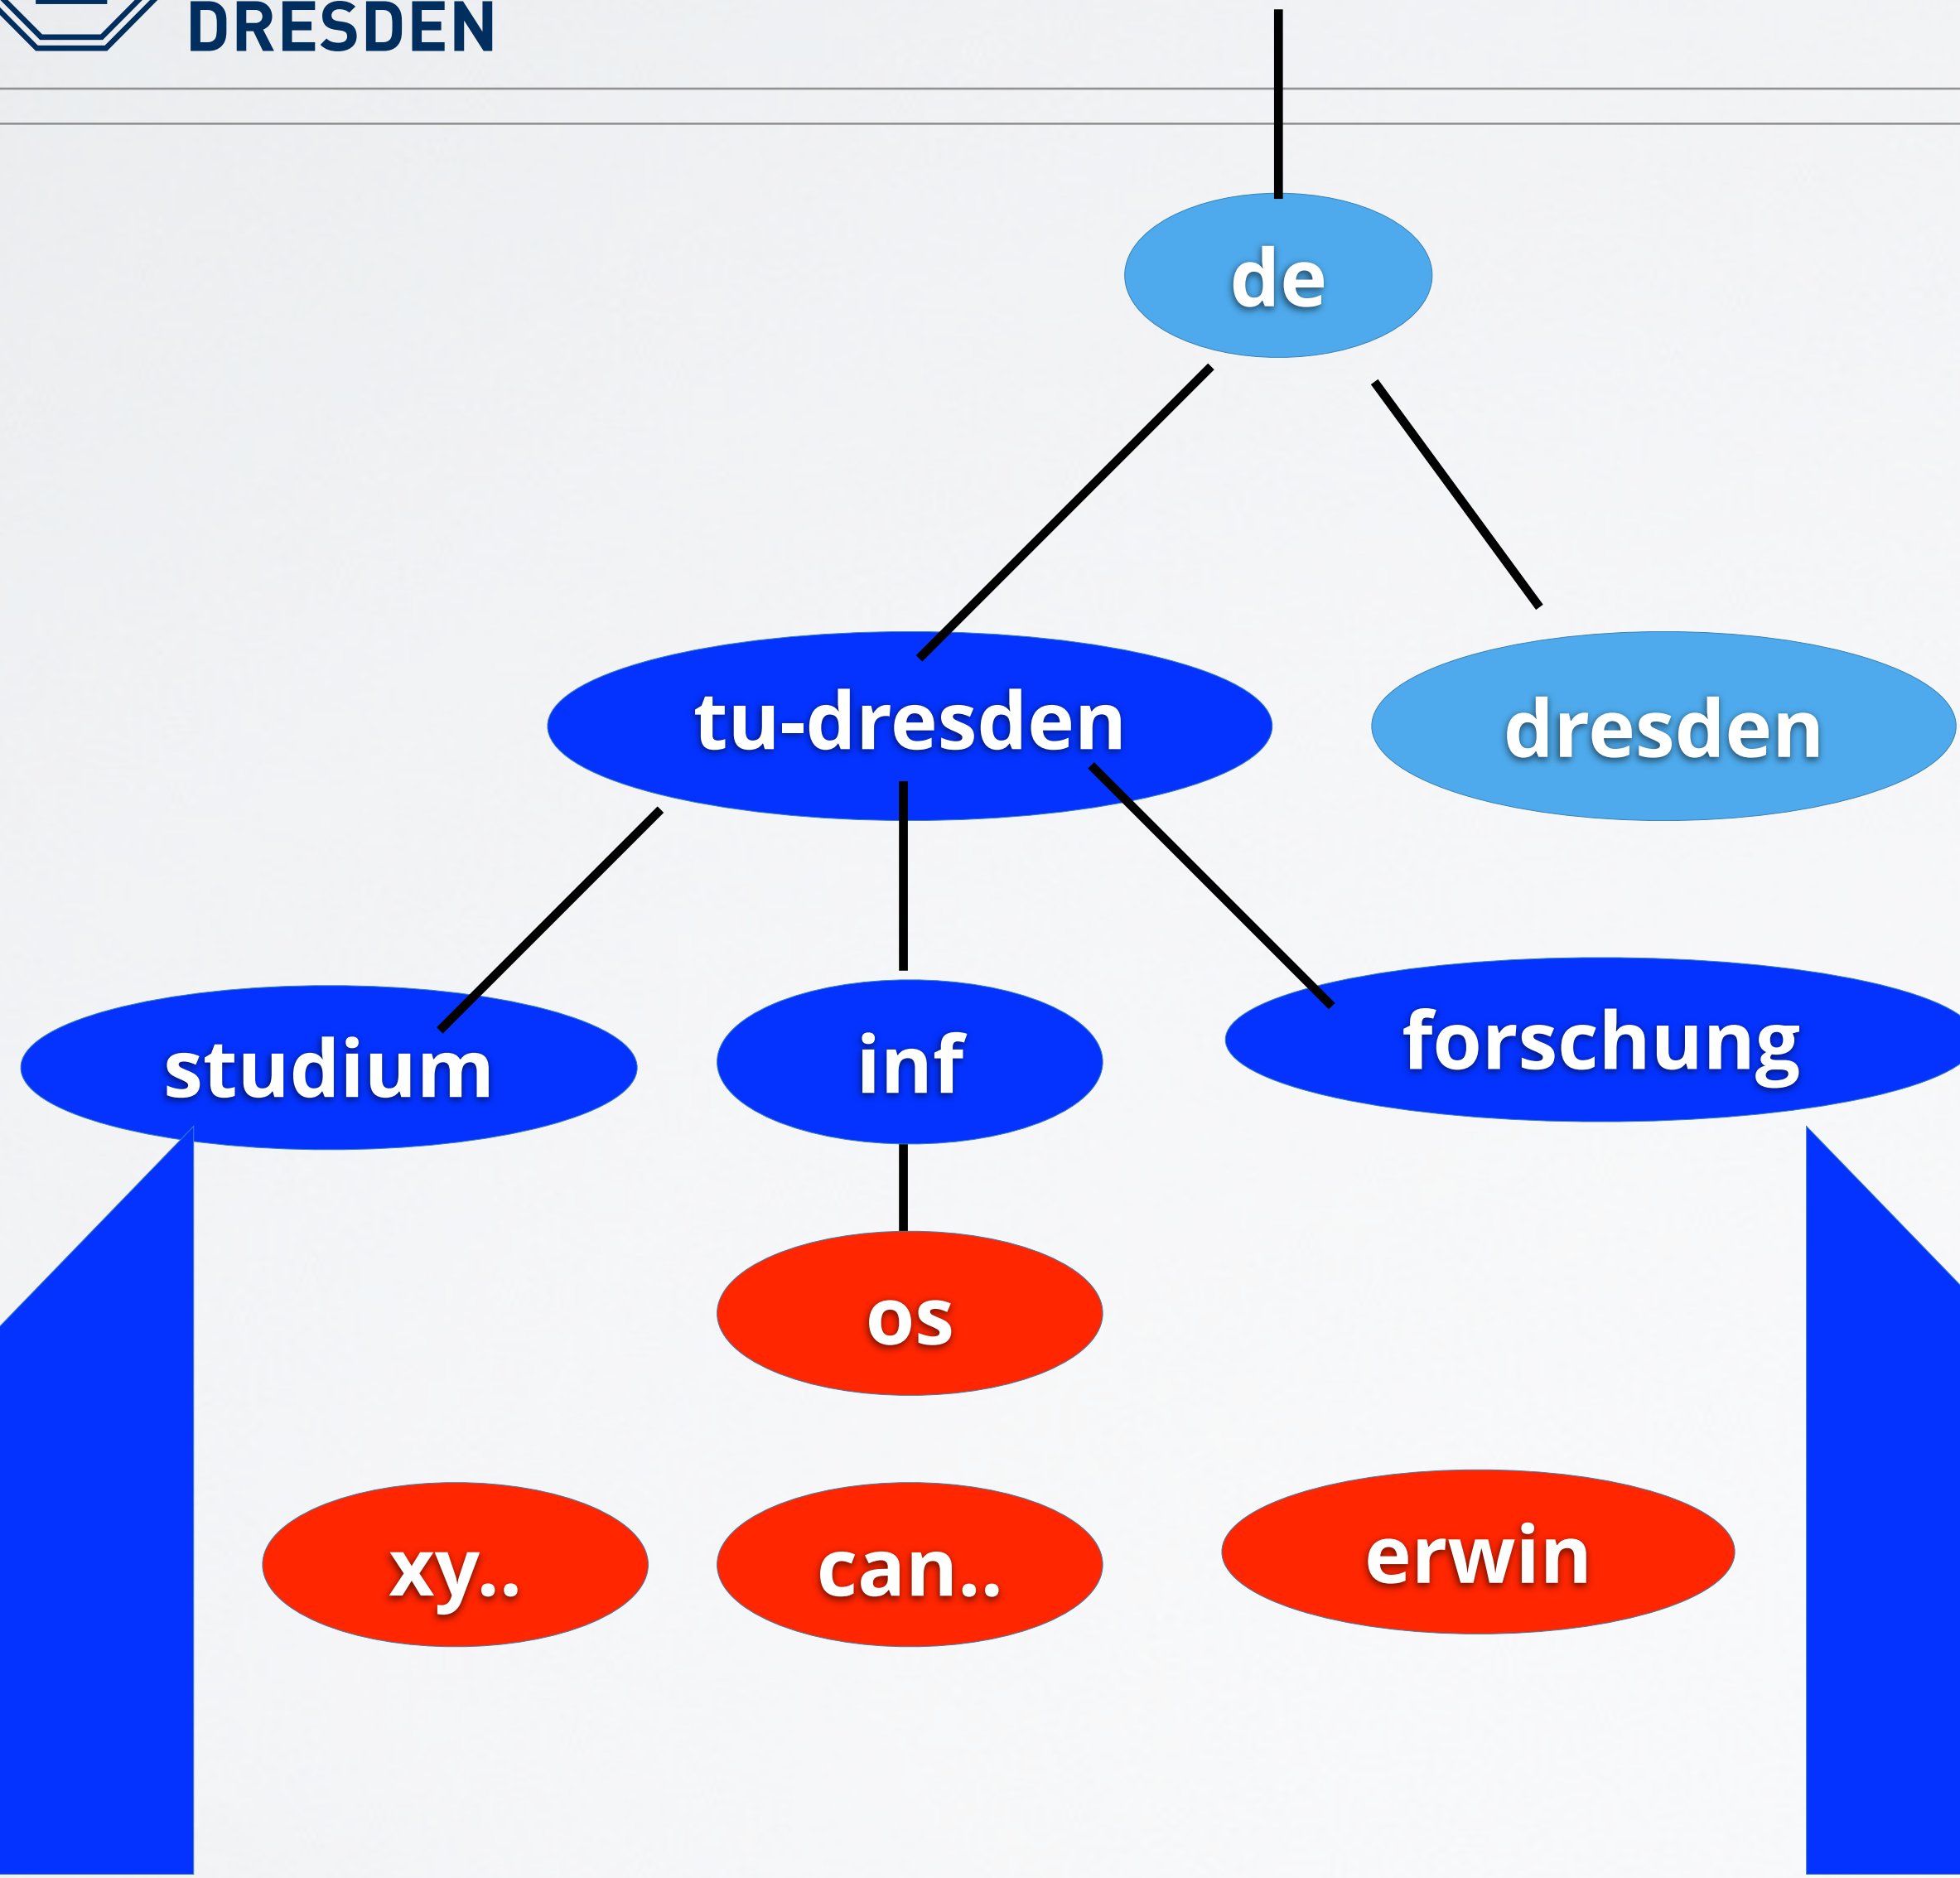 DRESDEN
de
tu-dresden
dresden
studium
inf
forschung
os
xy..
can..
erwin